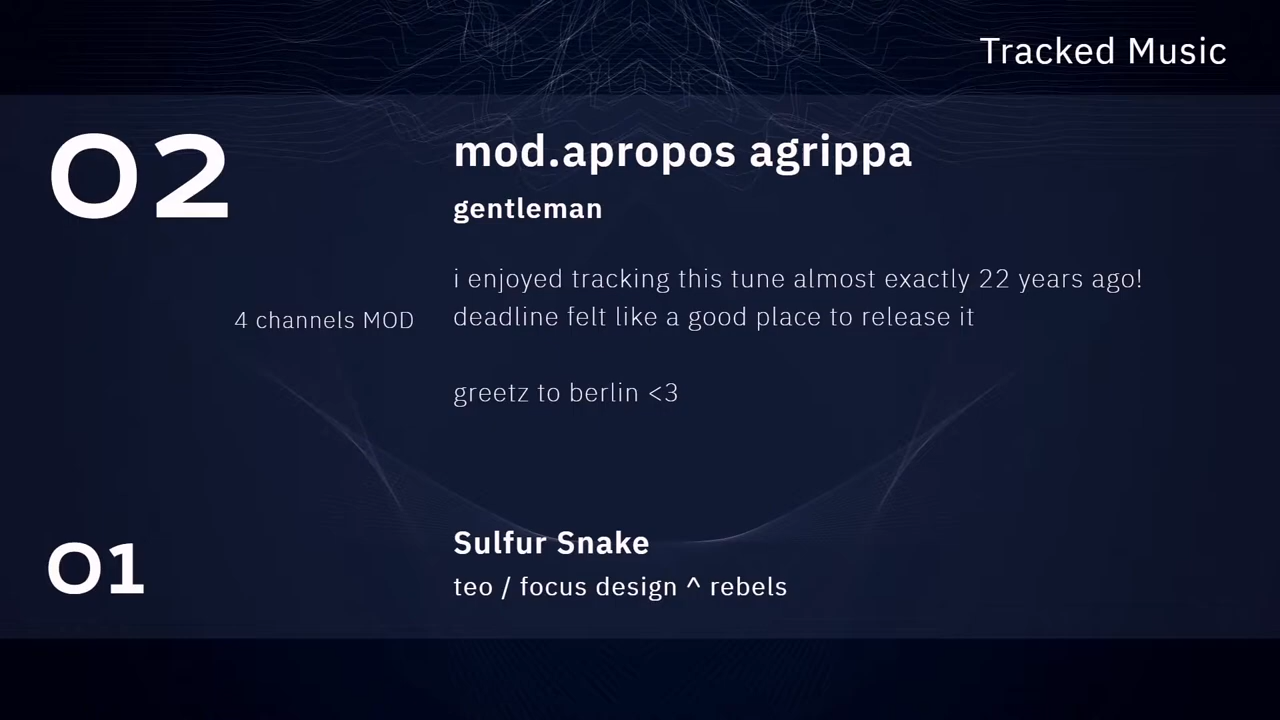 Tracked Music
02
mod.apropos agrippa
gentleman
i enjoyed tracking this tune almost exactly 22 years ago!
4 channels MOD
deadline felt like a good place to release it
greetz to berlin <3
01
Sulfur Snake
teo / focus design ^ rebels